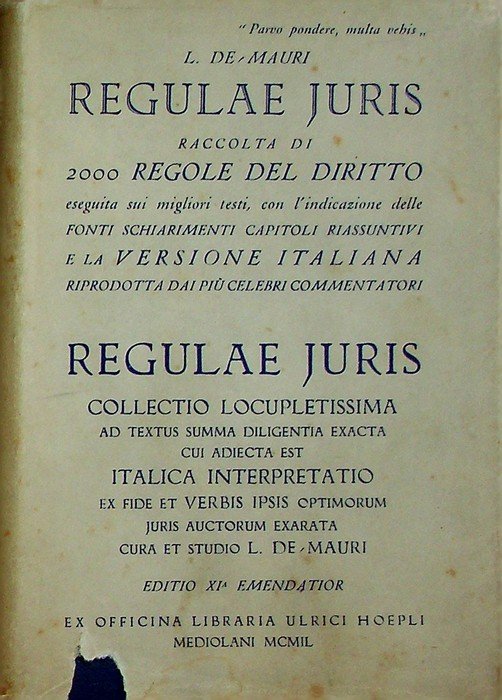 "Parvo pondere, multa vehis„
L. DE-MAURI
REGULAE JURIS
RACCOLTA DI
2000 REGOLE DEL DIRITTO
eseguita sui migliori testi, con l'indicazione delle
FONTI SCHIARIMENTI CAPITOLI RIASSUNTIVI
E LA VERSIONE ITALIANA
RIPRODOTTA DAI PIÙ CELEBRI COMMENTATORI
REGULAE JURIS
COLLECTIO LOCUPLETISSIMA
AD TEXTUS SUMMA DILIGENTIA EXACTA
CUI ADIECTA EST
ITALICA INTERPRETATIO
EX FIDE ET VERBIS IPSIS OPTIMORUM
JURIS AUCTORUM EXARATA
CURA ET STUDIO L. DE-MAURI
EDITIO XIª EMENDATIOR
EX OFFICINA LIBRARIA ULRICI HOEPLI
MEDIOLANI MCMIL